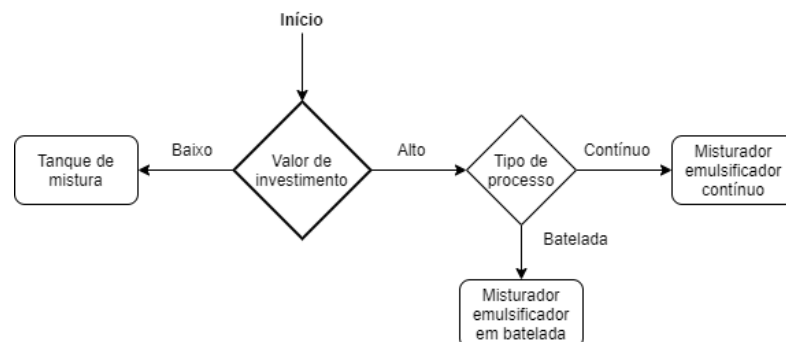 Início
Baixo
Valor de
investimento
Alto
Tipo de
processo
Contínuo
Tanque de
mistura
Misturador
emulsificador
contínuo
Batelada
Misturador
emulsificador
em batelada